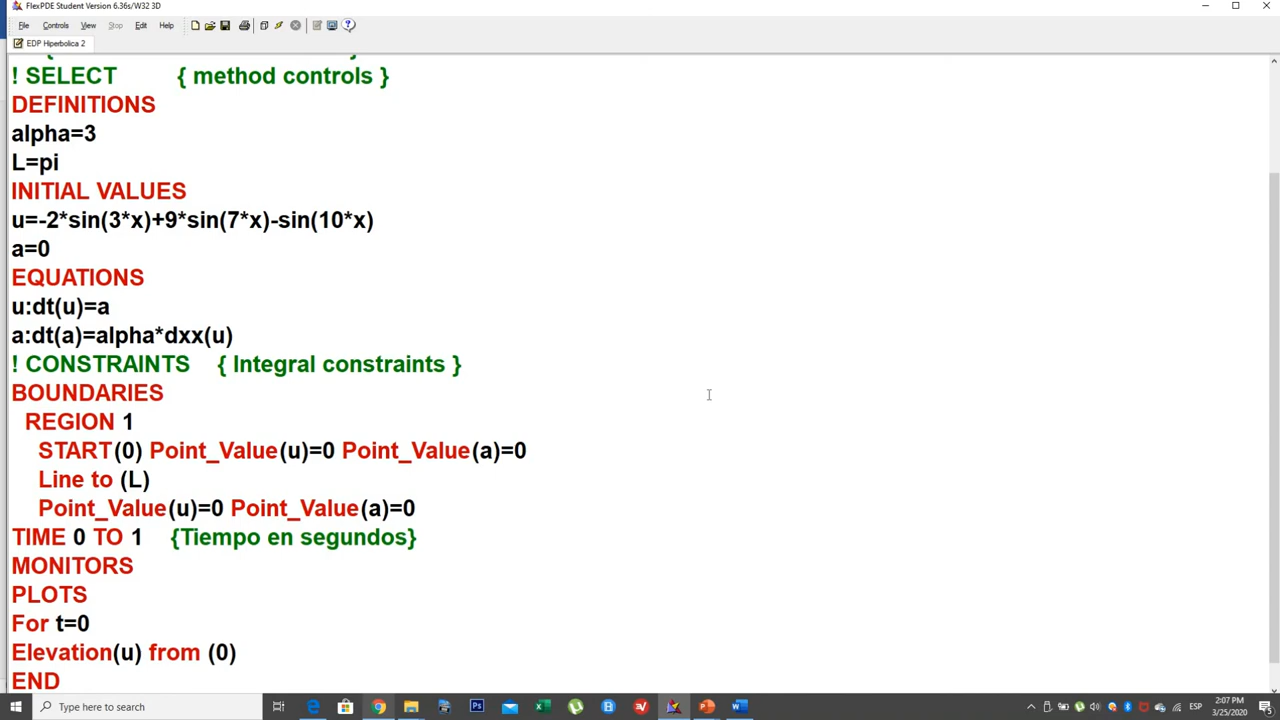 FlexPDE Student Version 6.36s/W32 3D
File Controls View Stop Edit Help
EDP Hiperbolica 2
! SELECT { method controls }
DEFINITIONS
alpha=3
L=pi
INITIAL VALUES
u=-2*sin(3*x)+9*sin(7*x)-sin(10*x)
a=0
EQUATIONS
u:dt(u)=a
a:dt(a)=alpha*dxx(u)
! CONSTRAINTS { Integral constraints }
BOUNDARIES
REGION 1
START(0) Point_Value(u)=0 Point_Value(a)=0
Line to (L)
Point_Value(u)=0 Point_Value(a)=0
TIME 0 TO 1 {Tiempo en segundos}
MONITORS
PLOTS
For t=0
Elevation(u) from (0)
END
Type here to search
ESP
2:07 PM
3/25/2020